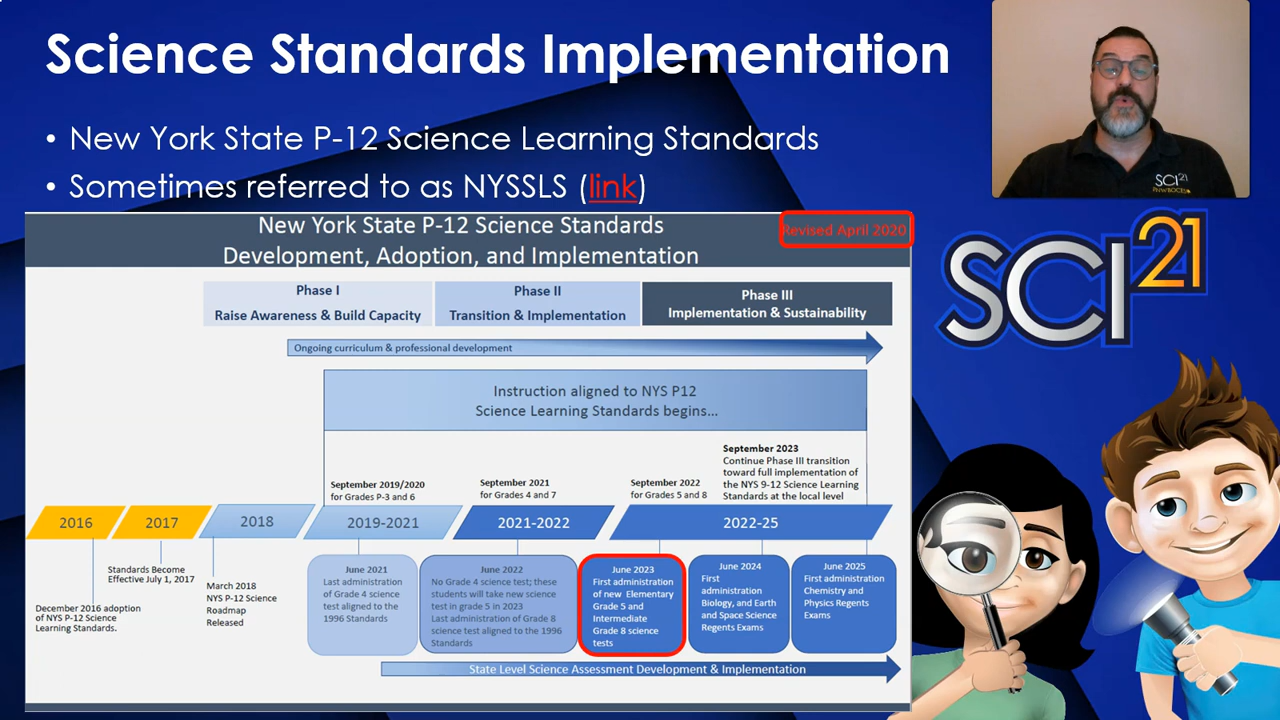 Science Standards Implementation
• New York State P-12 Science Learning Standards
• Sometimes referred to as NYSSLS (link)
New York State P-12 Science Standards
Development, Adoption, and Implementation
Revised April 2020
Phase I
Raise Awareness & Build Capacity
Phase II
Transition & Implementation
Phase III
Implementation & Sustainability
Ongoing curriculum & professional development
Instruction aligned to NYS P12
Science Learning Standards begins...
September 2019/2020
for Grades P-3 and 6
September 2021
for Grades 4 and 7
September 2022
for Grades 5 and 8
September 2023
Continue Phase III transition
toward full implementation of
the NYS 9-12 Science Learning
Standards at the local level
2016
2017
2018
2019-2021
2021-2022
2022-25
December 2016 adoption
of NYS P-12 Science
Learning Standards.
Standards Become
Effective July 1, 2017
March 2018
NYS P-12 Science
Roadmap
Released
June 2021
Last administration
of Grade 4 science
test aligned to the
1996 Standards
June 2022
No Grade 4 science test; these
students will take new science
test in grade 5 in 2023
Last administration of Grade 8
science test aligned to the 1996
Standards
June 2023
First administration
of new Elementary
Grade 5 and
Intermediate
Grade 8 science
tests
June 2024
First
administration
Biology, and Earth
and Space Science
Regents Exams
June 2025
First administration
Chemistry and
Physics Regents
Exams
State Level Science Assessment Development & Implementation
SCI21
SCI21